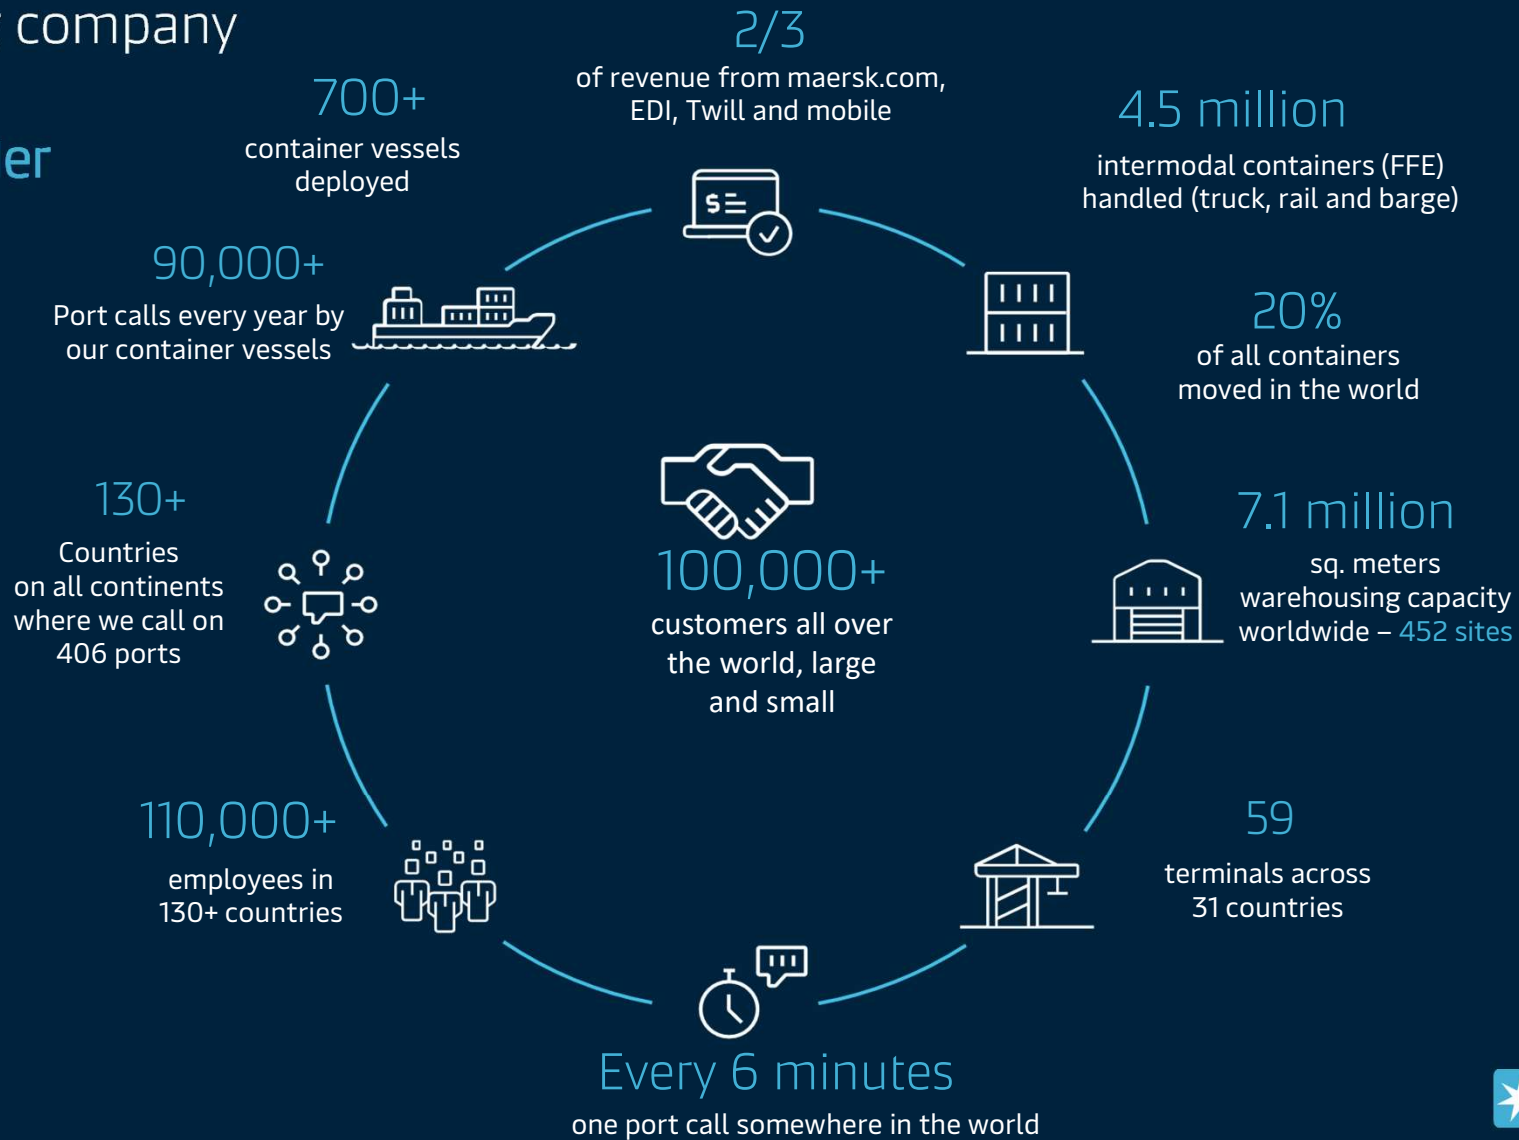 company
2/3
of revenue from maersk.com,
EDI, Twill and mobile
700+
container vessels
deployed
4.5 million
intermodal containers (FFE)
handled (truck, rail and barge)
90,000+
Port calls every year by
our container vessels
20%
of all containers
moved in the world
130+
Countries
on all continents
where we call on
406 ports
100,000+
customers all over
the world, large
and small
7.1 million
sq. meters
warehousing capacity
worldwide – 452 sites
110,000+
employees in
130+ countries
59
terminals across
31 countries
Every 6 minutes
one port call somewhere in the world